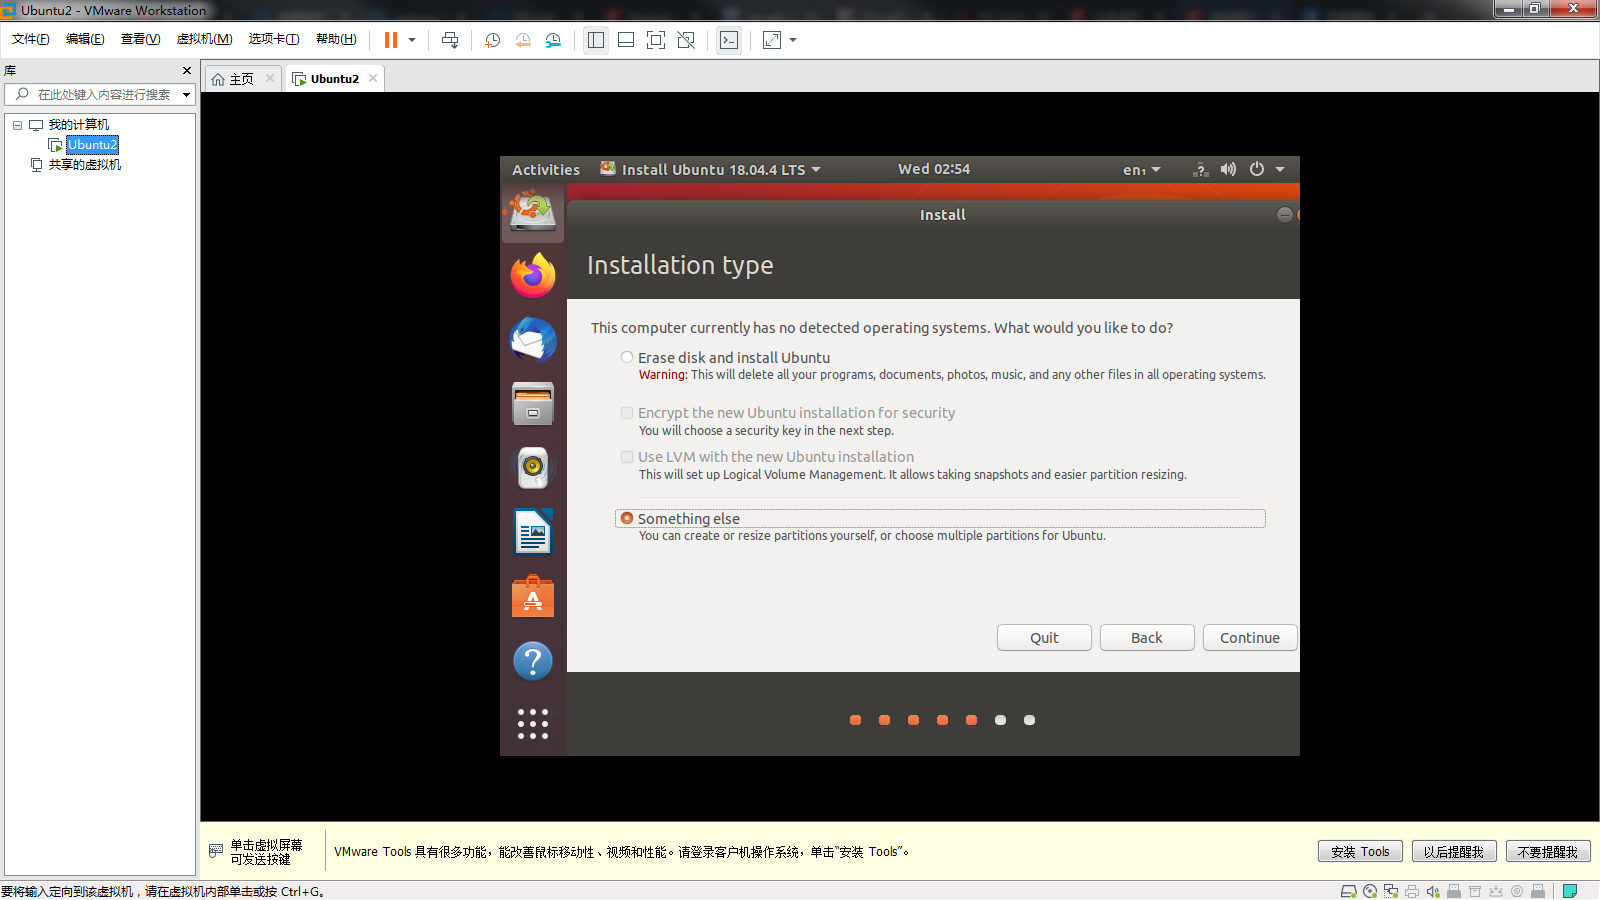 Ubuntu2 - VMware Workstation
文件(F) 编辑(E) 查看(V) 虚拟机(M) 选项卡(T) 帮助(H)
库
在此处键入内容进行搜索
我的计算机
Ubuntu2
共享的虚拟机
主页 Ubuntu2
Activities Install Ubuntu 18.04.4 LTS Wed 02:54 en₁
Install
Installation type
This computer currently has no detected operating systems. What would you like to do?
Erase disk and install Ubuntu
Warning: This will delete all your programs, documents, photos, music, and any other files in all operating systems.
Encrypt the new Ubuntu installation for security
You will choose a security key in the next step.
Use LVM with the new Ubuntu installation
This will set up Logical Volume Management. It allows taking snapshots and easier partition resizing.
Something else
You can create or resize partitions yourself, or choose multiple partitions for Ubuntu.
Quit Back Continue
单击虚拟屏幕
可发送按键
VMware Tools 具有很多功能，能改善鼠标移动性、视频和性能。请登录客户机操作系统，单击“安装 Tools”。
安装 Tools 以后提醒我 不要提醒我
要将输入定向到该虚拟机，请在虚拟机内部单击或按 Ctrl+G。